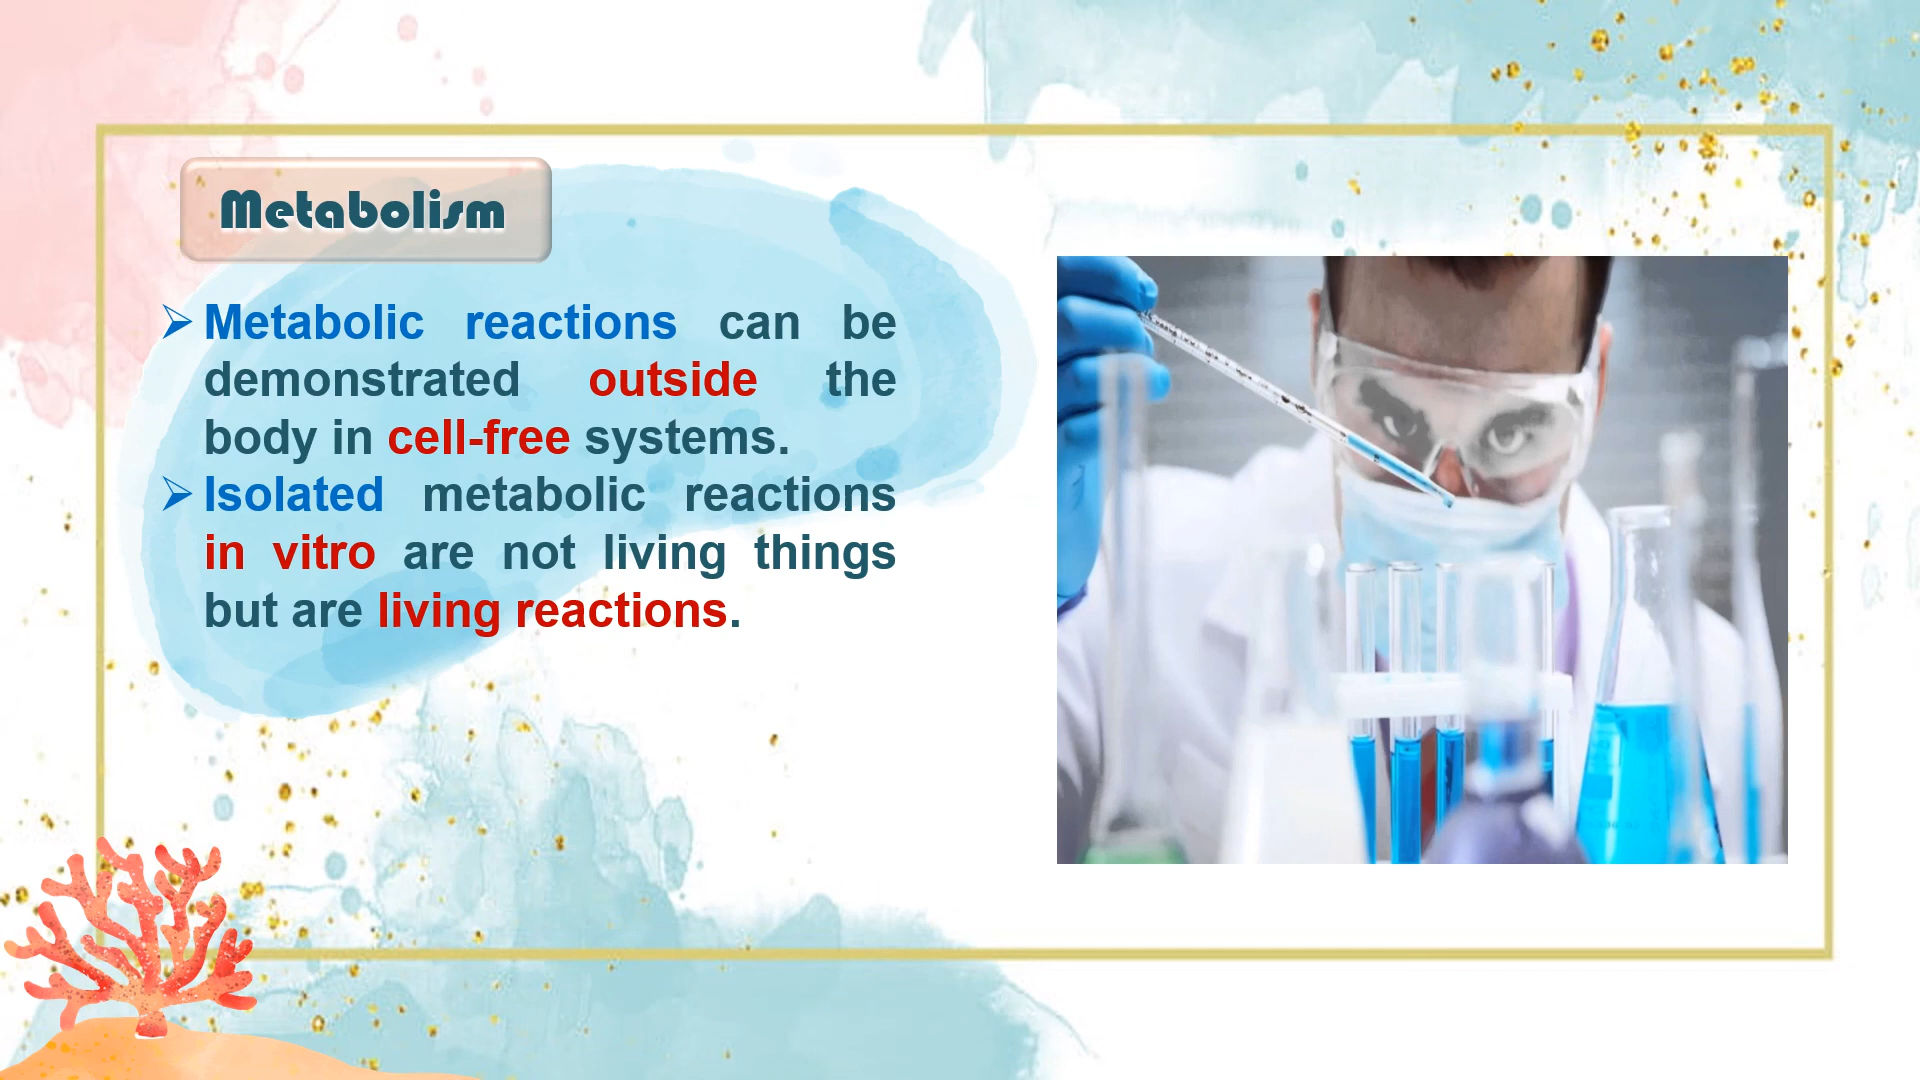 Metabolism
➢ Metabolic reactions can be
demonstrated outside the
body in cell-free systems.
➢ Isolated metabolic reactions
in vitro are not living things
but are living reactions.